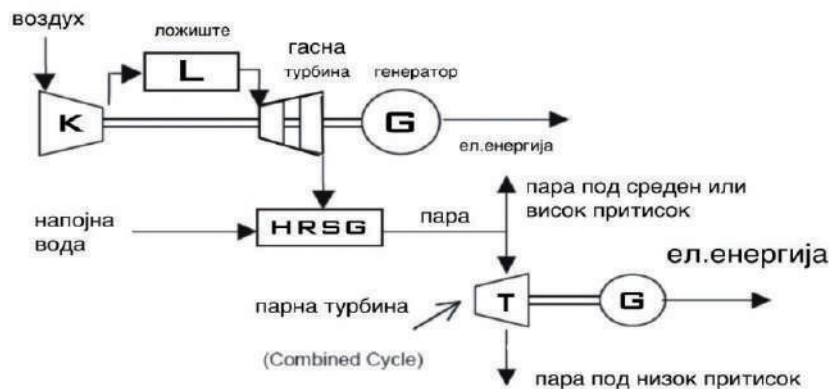 воздух
ложиште
L
гасна
турбина
генератор
K
G
ел.енергија
напојна
вода
HRSG
пара
пара под среден или
висок притисок
ел.енергија
парна турбина
T
G
(Combined Cycle)
пара под низок притисок